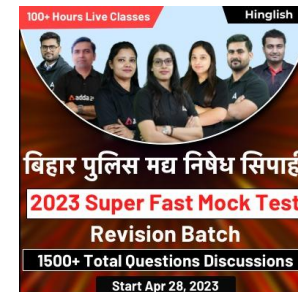 100+ Hours Live Classes
Hinglish
बिहार पुलिस मद्य निषेध सिपाही
2023 Super Fast Mock Test
Revision Batch
1500+ Total Questions Discussions
Start Apr 28, 2023